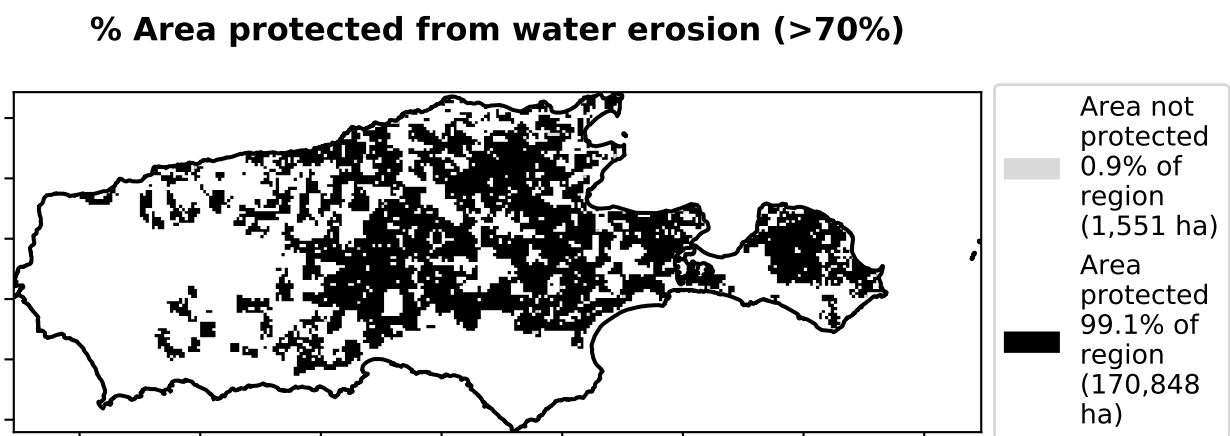 % Area protected from water erosion (>70%)
Area not
protected
0.9% of
region
(1,551 ha)
Area
protected
99.1% of
region
(170,848
ha)